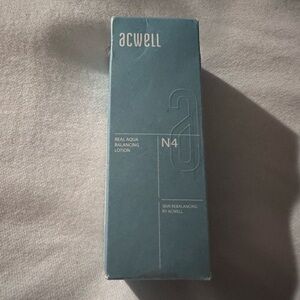 acwell
REAL AQUA
BALANCING
LOTION
N4
SKIN REBALANCING
BY ACWELL